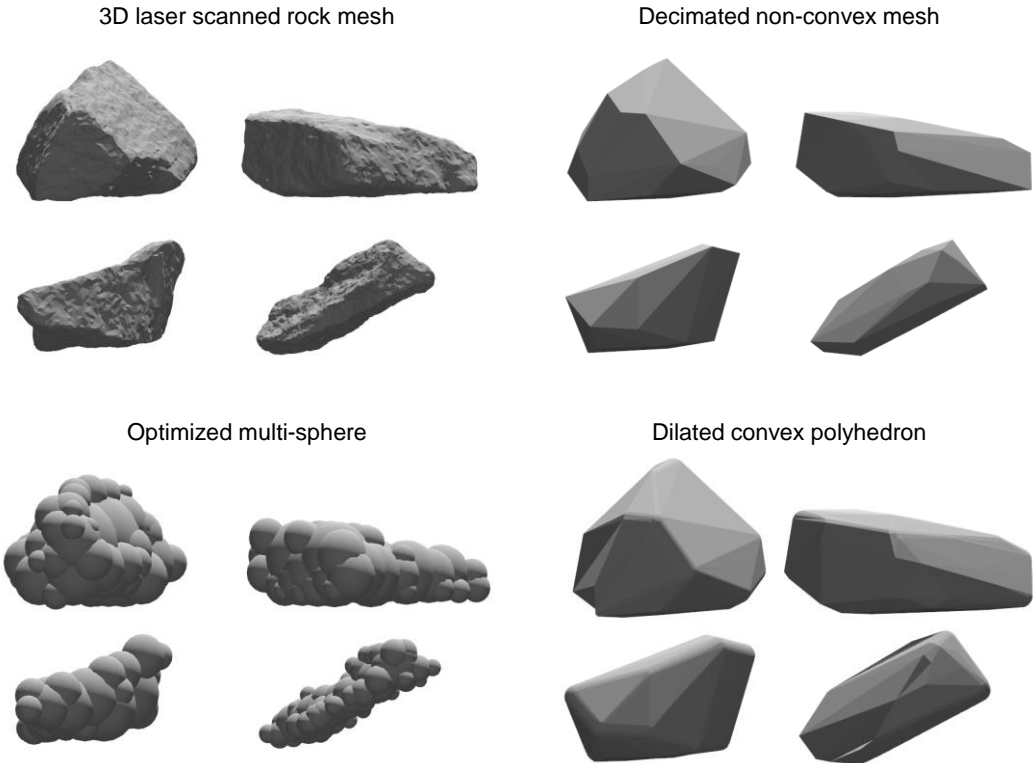 3D laser scanned rock mesh
Decimated non-convex mesh
Optimized multi-sphere
Dilated convex polyhedron